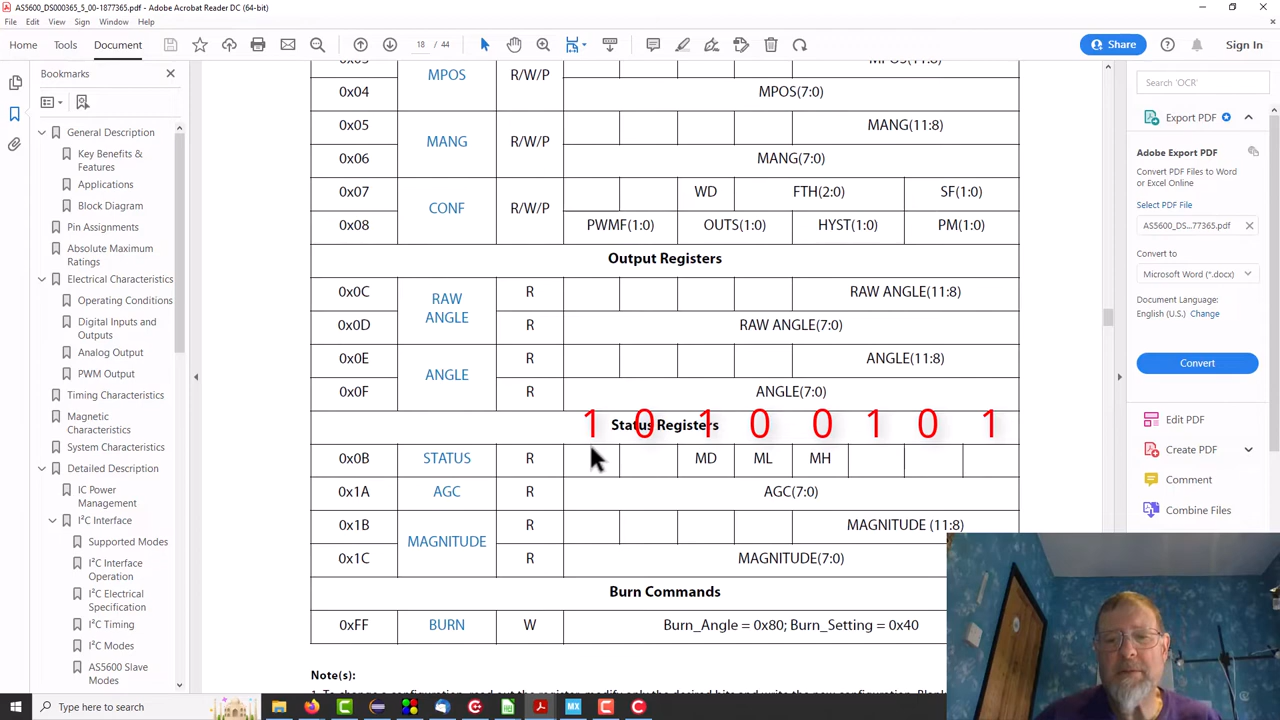 AS5600_DS000365_5_00-1877365.pdf - Adobe Acrobat Reader DC (64-bit)
File Edit View Sign Window Help
Home Tools Document 18 / 44 Share Sign In
Bookmarks
General Description
Key Benefits &
Features
Applications
Block Diagram
Pin Assignments
Absolute Maximum
Ratings
Electrical Characteristics
Operating Conditions
Digital Inputs and
Outputs
Analog Output
PWM Output
Timing Characteristics
Magnetic
Characteristics
System Characteristics
Detailed Description
IC Power
Management
I²C Interface
Supported Modes
I²C Interface
Operation
I²C Electrical
Specification
I²C Timing
I²C Modes
AS5600 Slave
Modes
0x03 MPOS R/W/P MPOS(11:8)
0x04 MPOS(7:0)
0x05 MANG R/W/P MANG(11:8)
0x06 MANG(7:0)
0x07 CONF R/W/P WD FTH(2:0) SF(1:0)
0x08 PWMF(1:0) OUTS(1:0) HYST(1:0) PM(1:0)
Output Registers
0x0C RAW ANGLE R RAW ANGLE(11:8)
0x0D R RAW ANGLE(7:0)
0x0E ANGLE R ANGLE(11:8)
0x0F R ANGLE(7:0)
Status Registers
1 0 1 0 0 1 0 1
0x0B STATUS R MD ML MH
0x1A AGC R AGC(7:0)
0x1B MAGNITUDE R MAGNITUDE (11:8)
0x1C R MAGNITUDE(7:0)
Burn Commands
0xFF BURN W Burn_Angle = 0x80; Burn_Setting = 0x40
Note(s):
Search 'OCR'
Export PDF
Adobe Export PDF
Convert PDF Files to Word
or Excel Online
Select PDF File
AS5600_DS...77365.pdf
Convert to
Microsoft Word (*.docx)
Document Language:
English (U.S.) Change
Convert
Edit PDF
Create PDF
Comment
Combine Files
Type here to search